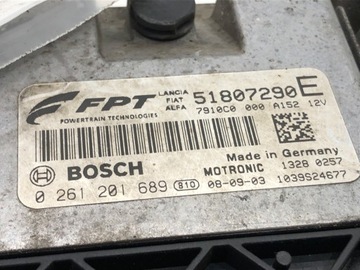 FPT
POWERTRAIN TECHNOLOGIES
LANCIA
FIAT
ALFA
51807290E
7910C0 000 A152 12V
BOSCH
0 261 201 689 810
Made in Germany
MOTRONIC 1328 0257
08-09-03 1039S24677